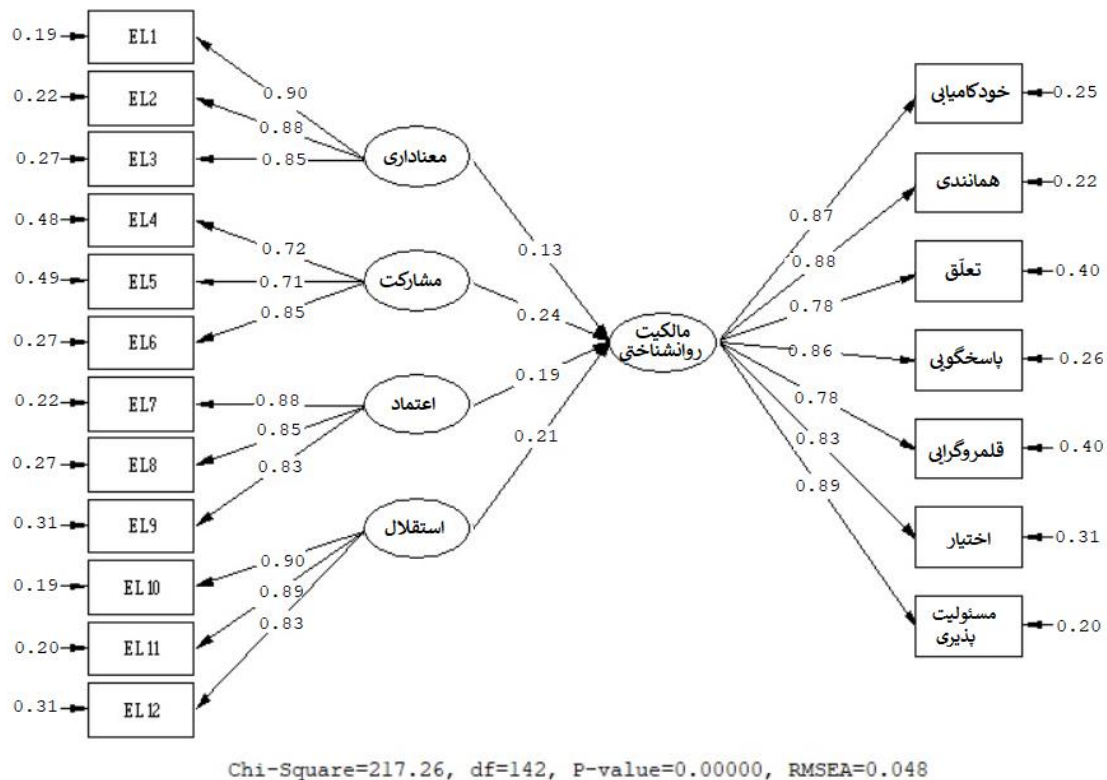 0.19
EL1
0.22
EL2
0.27
EL3
0.48
EL4
0.49
EL5
0.27
EL6
0.22
EL7
0.27
EL8
0.31
EL9
0.19
EL10
0.20
EL11
0.31
EL12
0.90
0.88
0.85
0.72
0.71
0.85
0.88
0.85
0.83
0.90
0.89
0.83
معناداری
مشارکت
اعتماد
استقلال
0.13
0.24
0.19
0.21
مالکیت
روانشناختی
0.87
0.88
0.78
0.86
0.78
0.83
0.89
خودکامیابی
0.25
همانندی
0.22
تعلّق
0.40
پاسخگویی
0.26
قلمروگرایی
0.40
اختیار
0.31
مسئولیت
پذیری
0.20
Chi-Square=217.26, df=142, P-value=0.00000, RMSEA=0.048